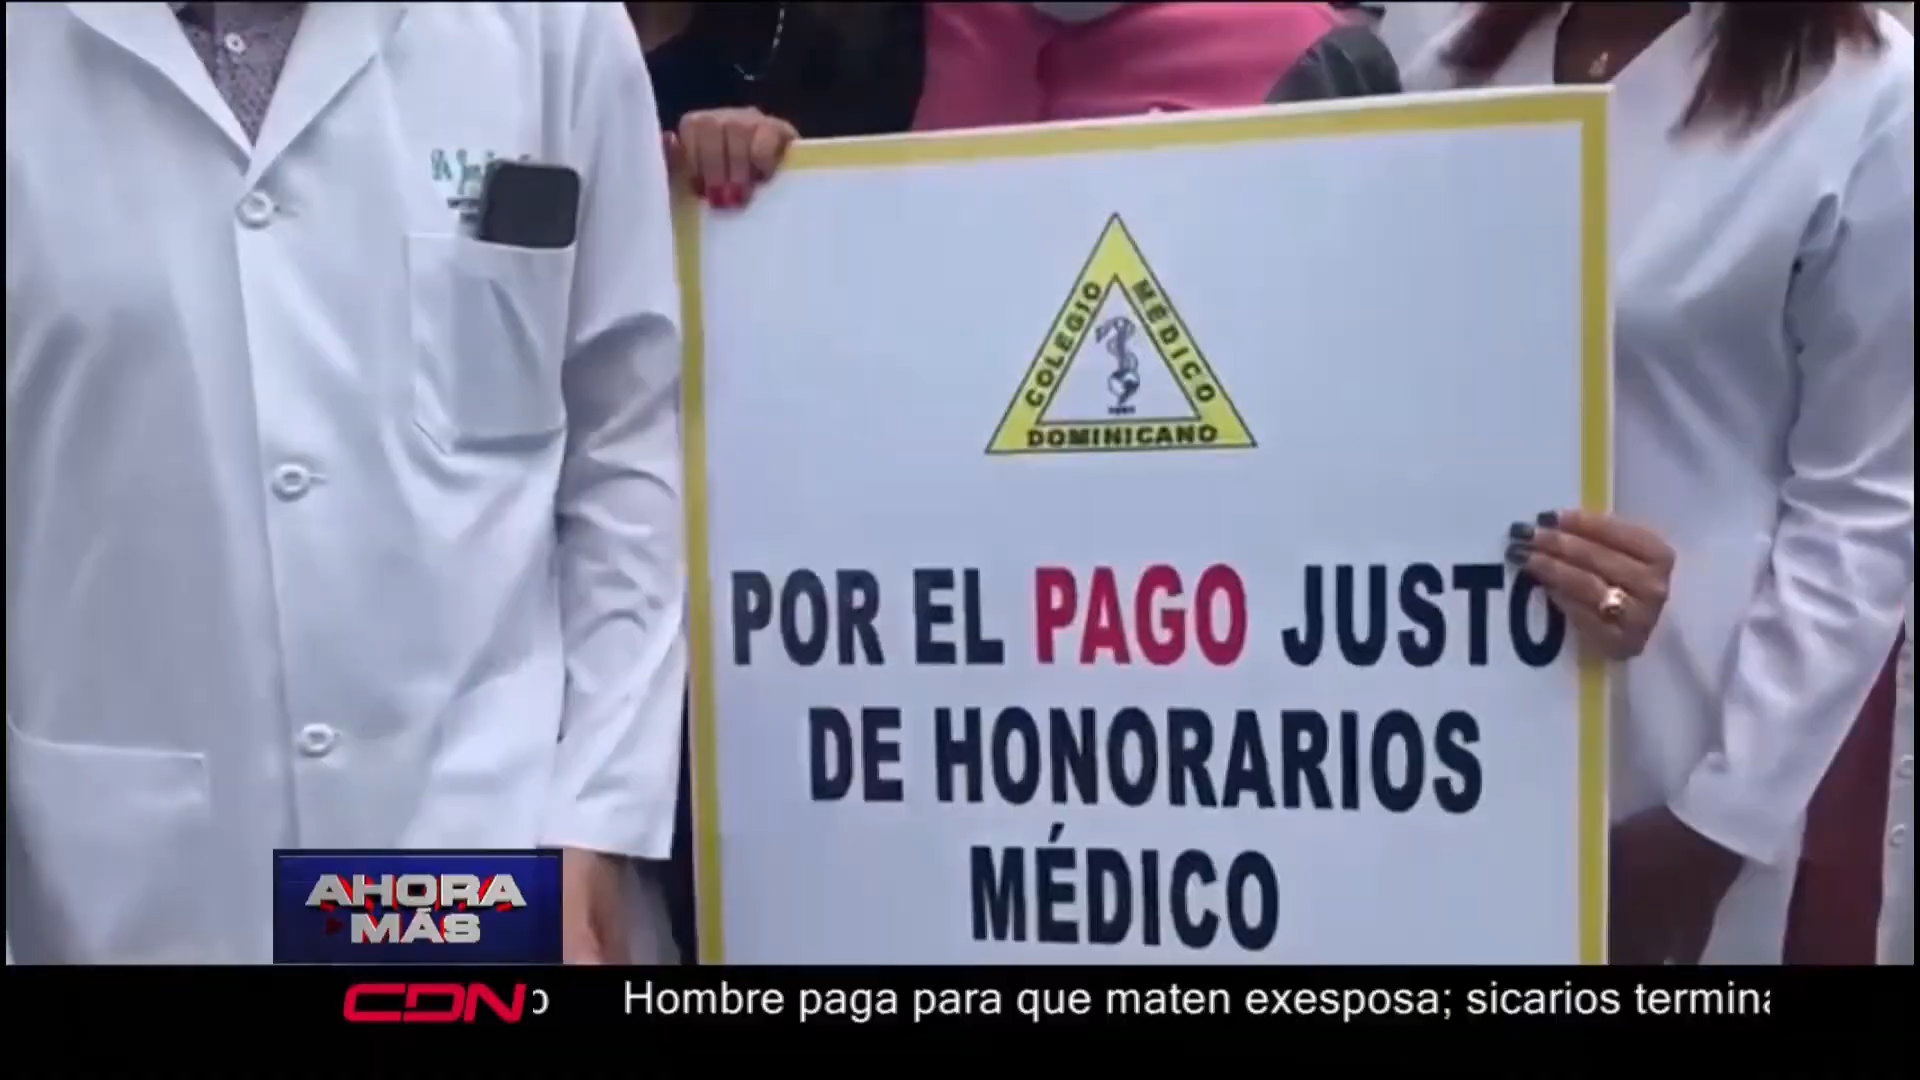 COLEGIO MÉDICO
DOMINICANO
POR EL PAGO JUSTO
DE HONORARIOS
MÉDICO
AHORA
MÁS
CDN
Hombre paga para que maten exesposa; sicarios termina